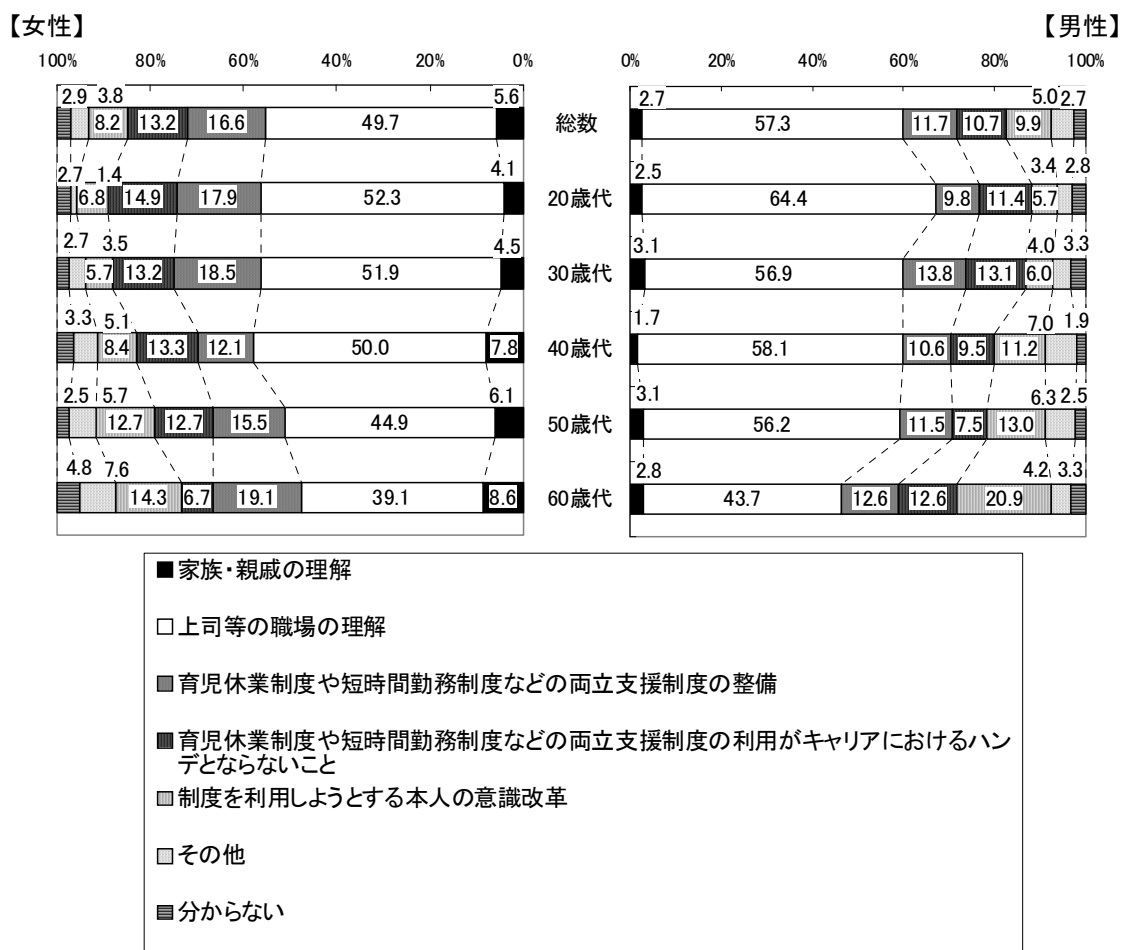 【女性】 【男性】
100% 80% 60% 40% 20% 0% 0% 20% 40% 60% 80% 100%
2.9 3.8 5.6 2.7 5.0 2.7
8.2 13.2 16.6 49.7 総数 57.3 11.7 10.7 9.9
2.7 1.4 4.1 2.5 3.4 2.8
6.8 14.9 17.9 52.3 20歳代 64.4 9.8 11.4 5.7
2.7 3.5 4.5 3.1 4.0 3.3
5.7 13.2 18.5 51.9 30歳代 56.9 13.8 13.1 6.0
3.3 5.1 1.7 7.0 1.9
8.4 13.3 12.1 50.0 7.8 40歳代 58.1 10.6 9.5 11.2
2.5 5.7 6.1 3.1 6.3 2.5
12.7 12.7 15.5 44.9 50歳代 56.2 11.5 7.5 13.0
4.8 7.6 2.8 4.2 3.3
14.3 6.7 19.1 39.1 8.6 60歳代 43.7 12.6 12.6 20.9
家族・親戚の理解
上司等の職場の理解
育児休業制度や短時間勤務制度などの両立支援制度の整備
育児休業制度や短時間勤務制度などの両立支援制度の利用がキャリアにおけるハン
デとならないこと
制度を利用しようとする本人の意識改革
その他
分からない